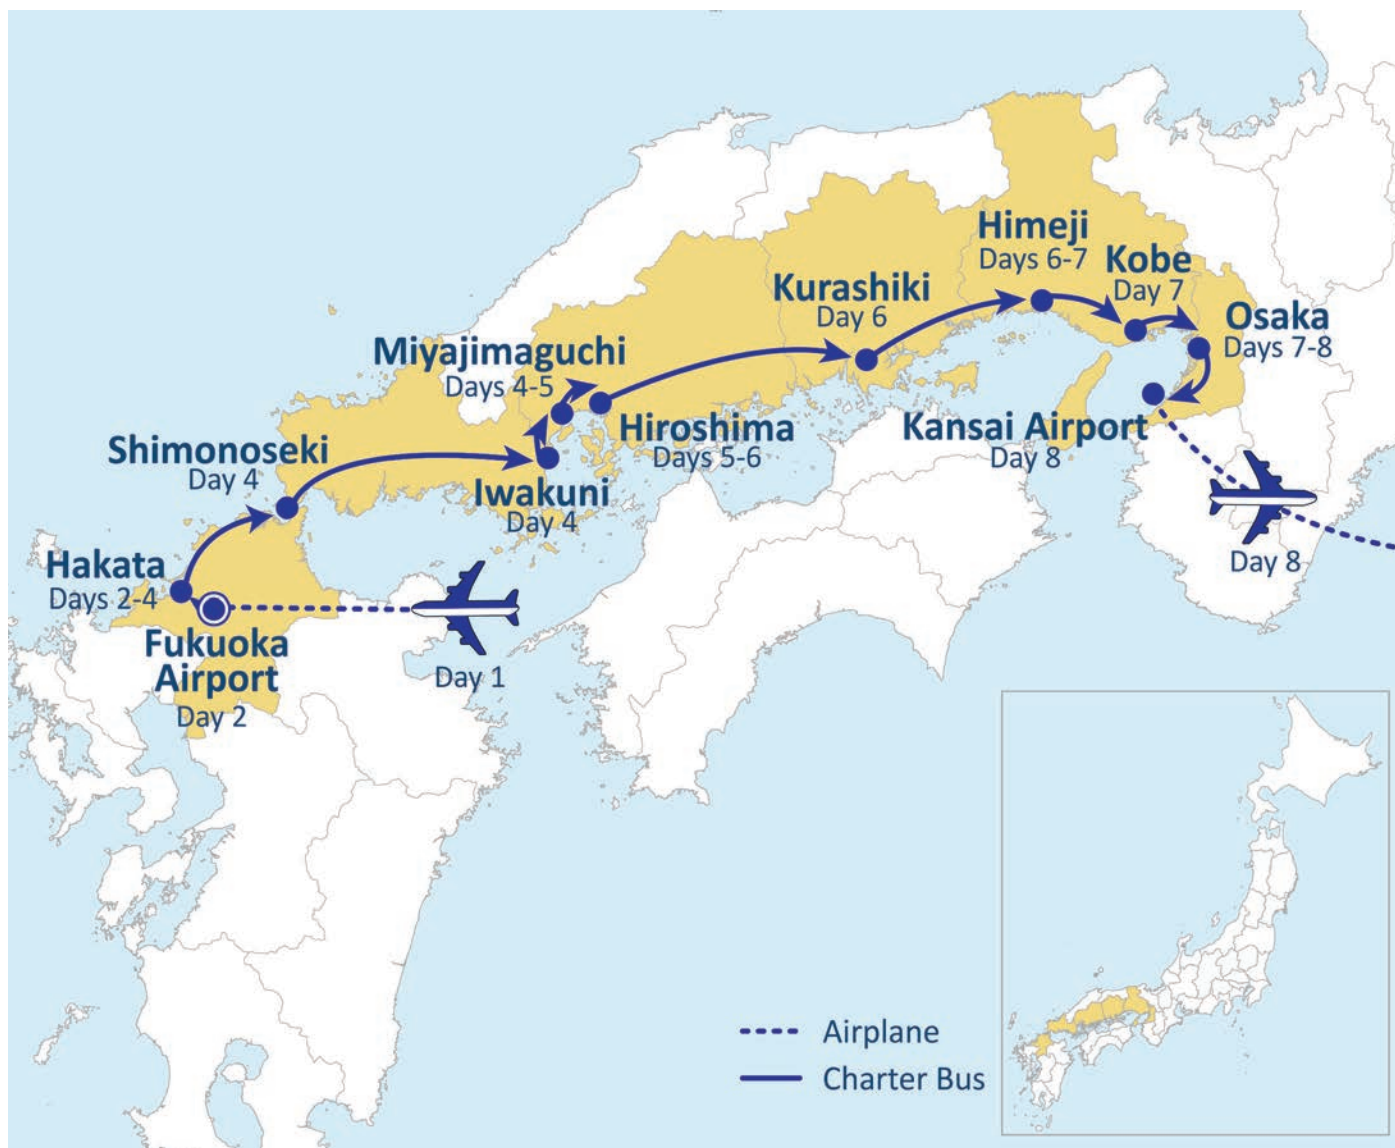 Himeji
Days 6-7
Kobe
Day 7
Kurashiki
Day 6
Osaka
Days 7-8
Miyajimaguchi
Days 4-5
Hiroshima
Days 5-6
Kansai Airport
Day 8
Shimonoseki
Day 4
Iwakuni
Day 4
Hakata
Days 2-4
Day 8
Fukuoka
Airport
Day 2
Day 1
Airplane
Charter Bus